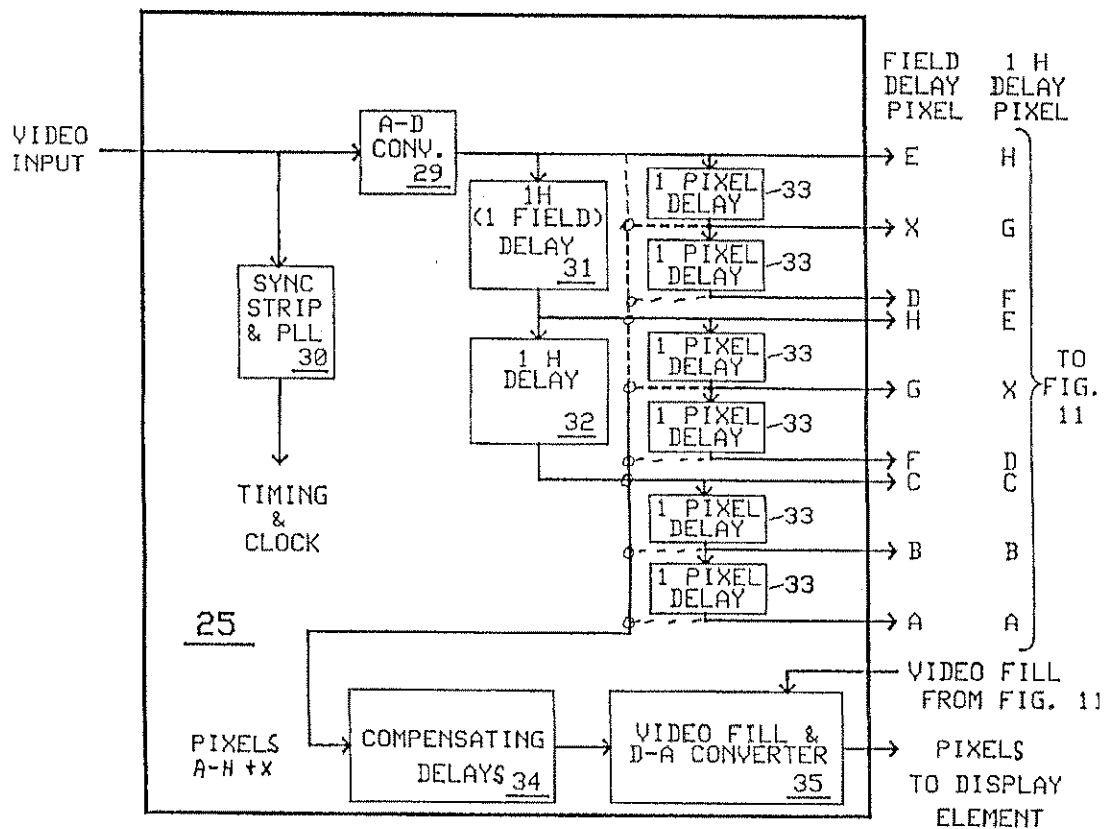 FIELD 1 H
DELAY DELAY
PIXEL PIXEL
VIDEO
INPUT
A-D
CONV.
29
E H
1 PIXEL
DELAY
33
1H
(1 FIELD)
DELAY
31
X G
1 PIXEL
DELAY
33
SYNC
STRIP
& PLL
30
D F
H E
1 H
DELAY
32
1 PIXEL
DELAY
33
G X
TO
FIG.
11
1 PIXEL
DELAY
33
F D
C C
TIMING
&
CLOCK
1 PIXEL
DELAY
33
B B
1 PIXEL
DELAY
33
A A
25
VIDEO FILL
FROM FIG. 11
PIXELS
A-H +X
COMPENSATING
DELAYS
34
VIDEO FILL &
D-A CONVERTER
35
PIXELS
TO DISPLAY
ELEMENT